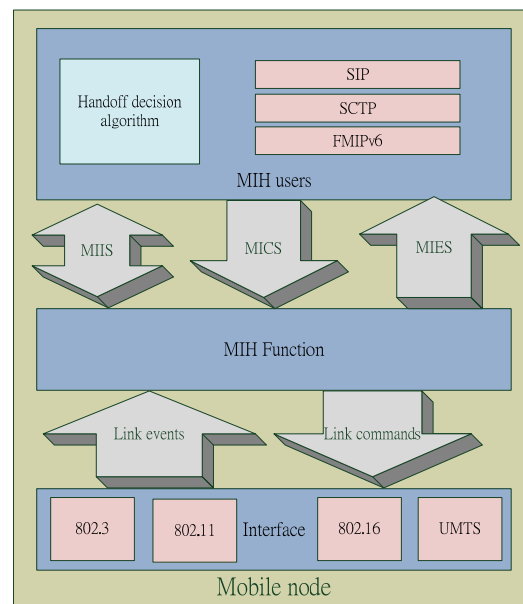 SIP
Handoff decision
algorithm
SCTP
FMIPv6
MIH users
MIIS
MICS
MIES
MIH Function
Link events
Link commands
802.3
802.11
Interface
802.16
UMTS
Mobile node